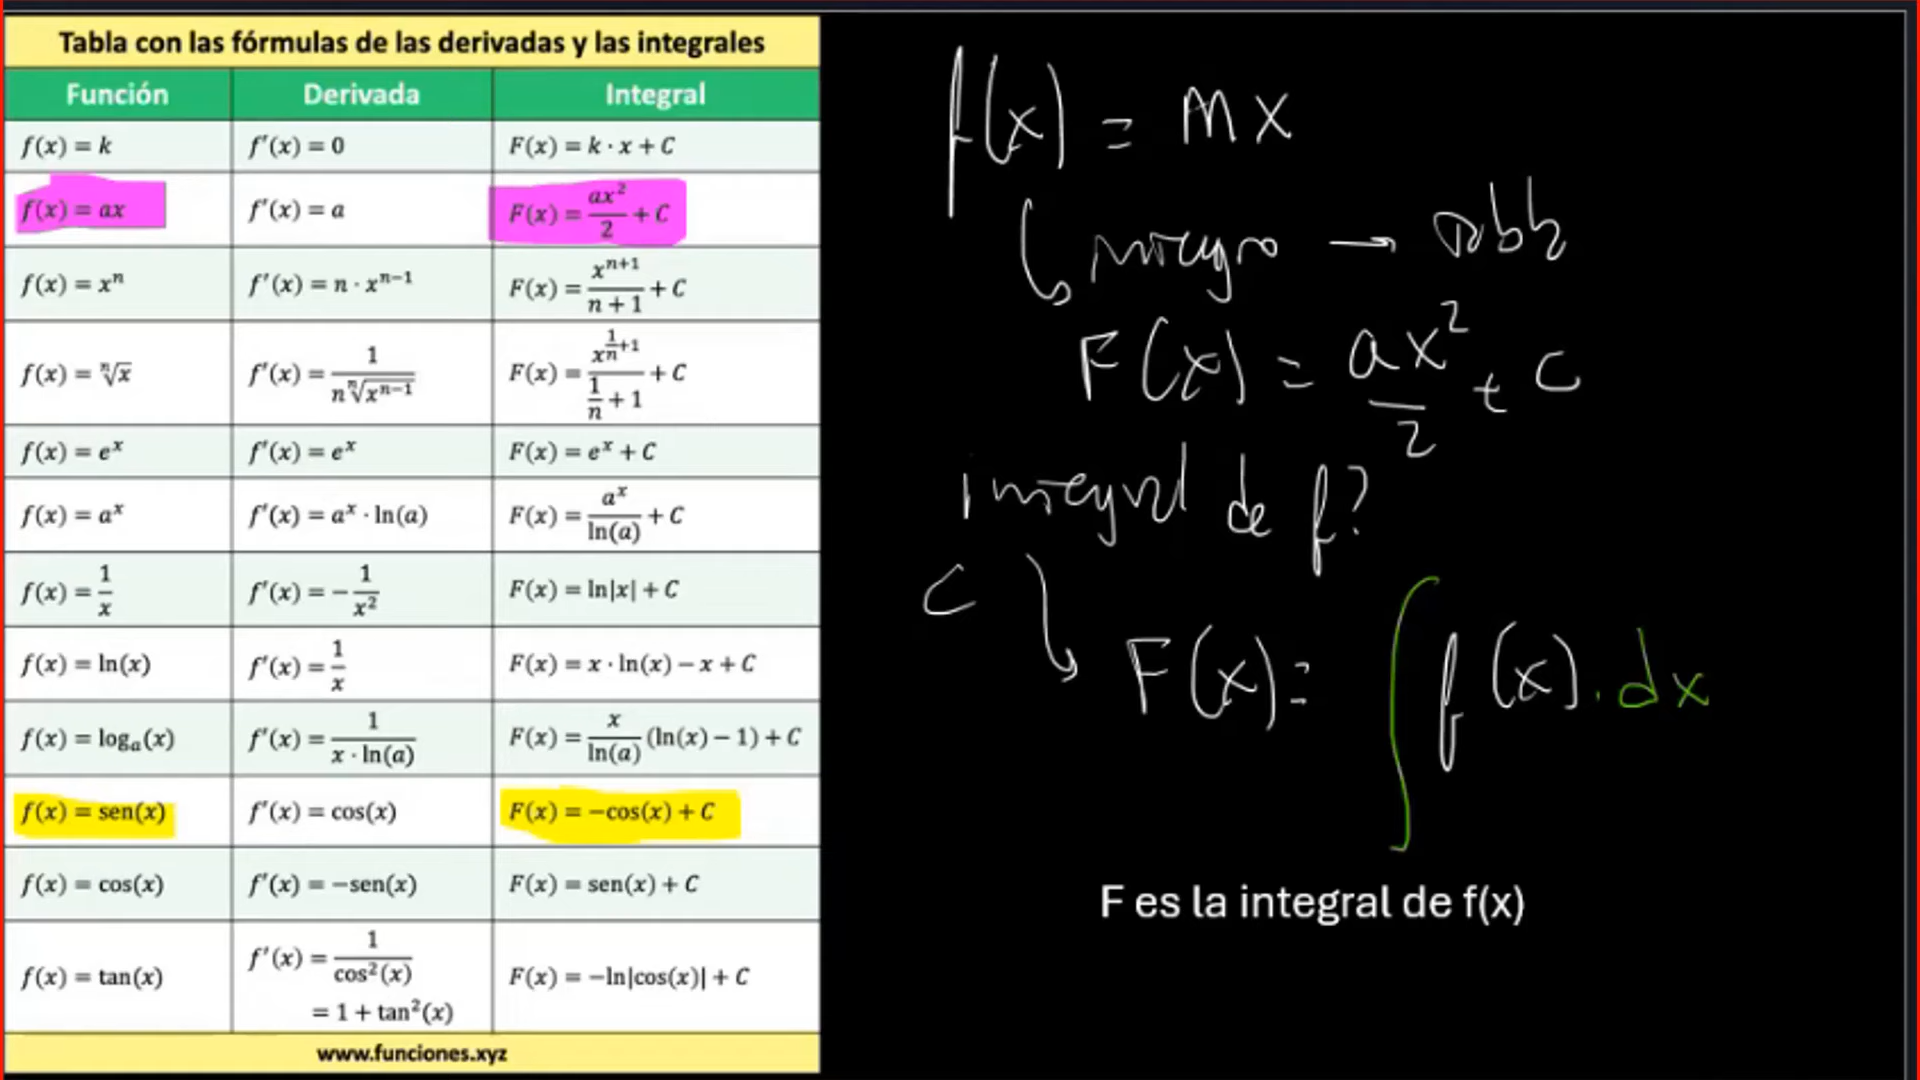 Tabla con las fórmulas de las derivadas y las integrales
Función Derivada Integral
f(x) = k f'(x) = 0 F(x) = k · x + C
f(x) = ax f'(x) = a F(x) = ax²/2 + C
f(x) = xⁿ f'(x) = n · xⁿ⁻¹ F(x) = xⁿ⁺¹/(n + 1) + C
f(x) = ⁿ√x f'(x) = 1/(n ⁿ√xⁿ⁻¹) F(x) = x^(1/n + 1)/(1/n + 1) + C
f(x) = eˣ f'(x) = eˣ F(x) = eˣ + C
f(x) = aˣ f'(x) = aˣ · ln(a) F(x) = aˣ/ln(a) + C
f(x) = 1/x f'(x) = −1/x² F(x) = ln|x| + C
f(x) = ln(x) f'(x) = 1/x F(x) = x · ln(x) − x + C
f(x) = logₐ(x) f'(x) = 1/(x · ln(a)) F(x) = x/ln(a) (ln(x) − 1) + C
f(x) = sen(x) f'(x) = cos(x) F(x) = −cos(x) + C
f(x) = cos(x) f'(x) = −sen(x) F(x) = sen(x) + C
f(x) = tan(x) f'(x) = 1/cos²(x) = 1 + tan²(x) F(x) = −ln|cos(x)| + C
www.funciones.xyz
f(x) = mx
integro →
F(x) = ax²/2 + C
integral de f?
C
F(x) = ∫ f(x) . dx
F es la integral de f(x)